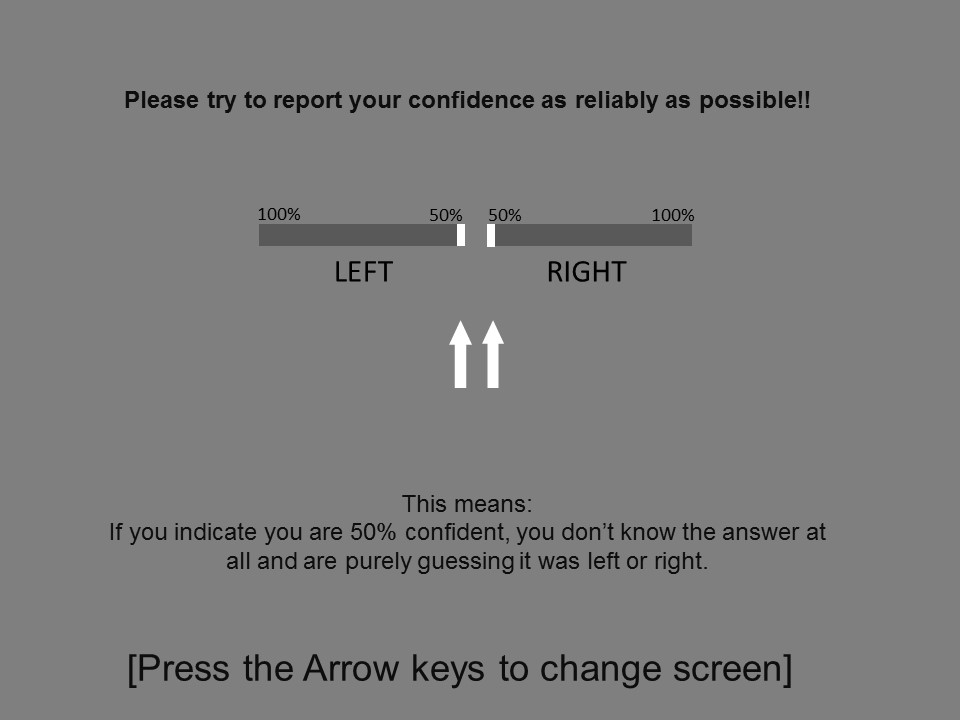 Please try to report your confidence as reliably as possible!!
100% 50% 50% 100%
LEFT RIGHT
This means:
If you indicate you are 50% confident, you don’t know the answer at
all and are purely guessing it was left or right.
[Press the Arrow keys to change screen]